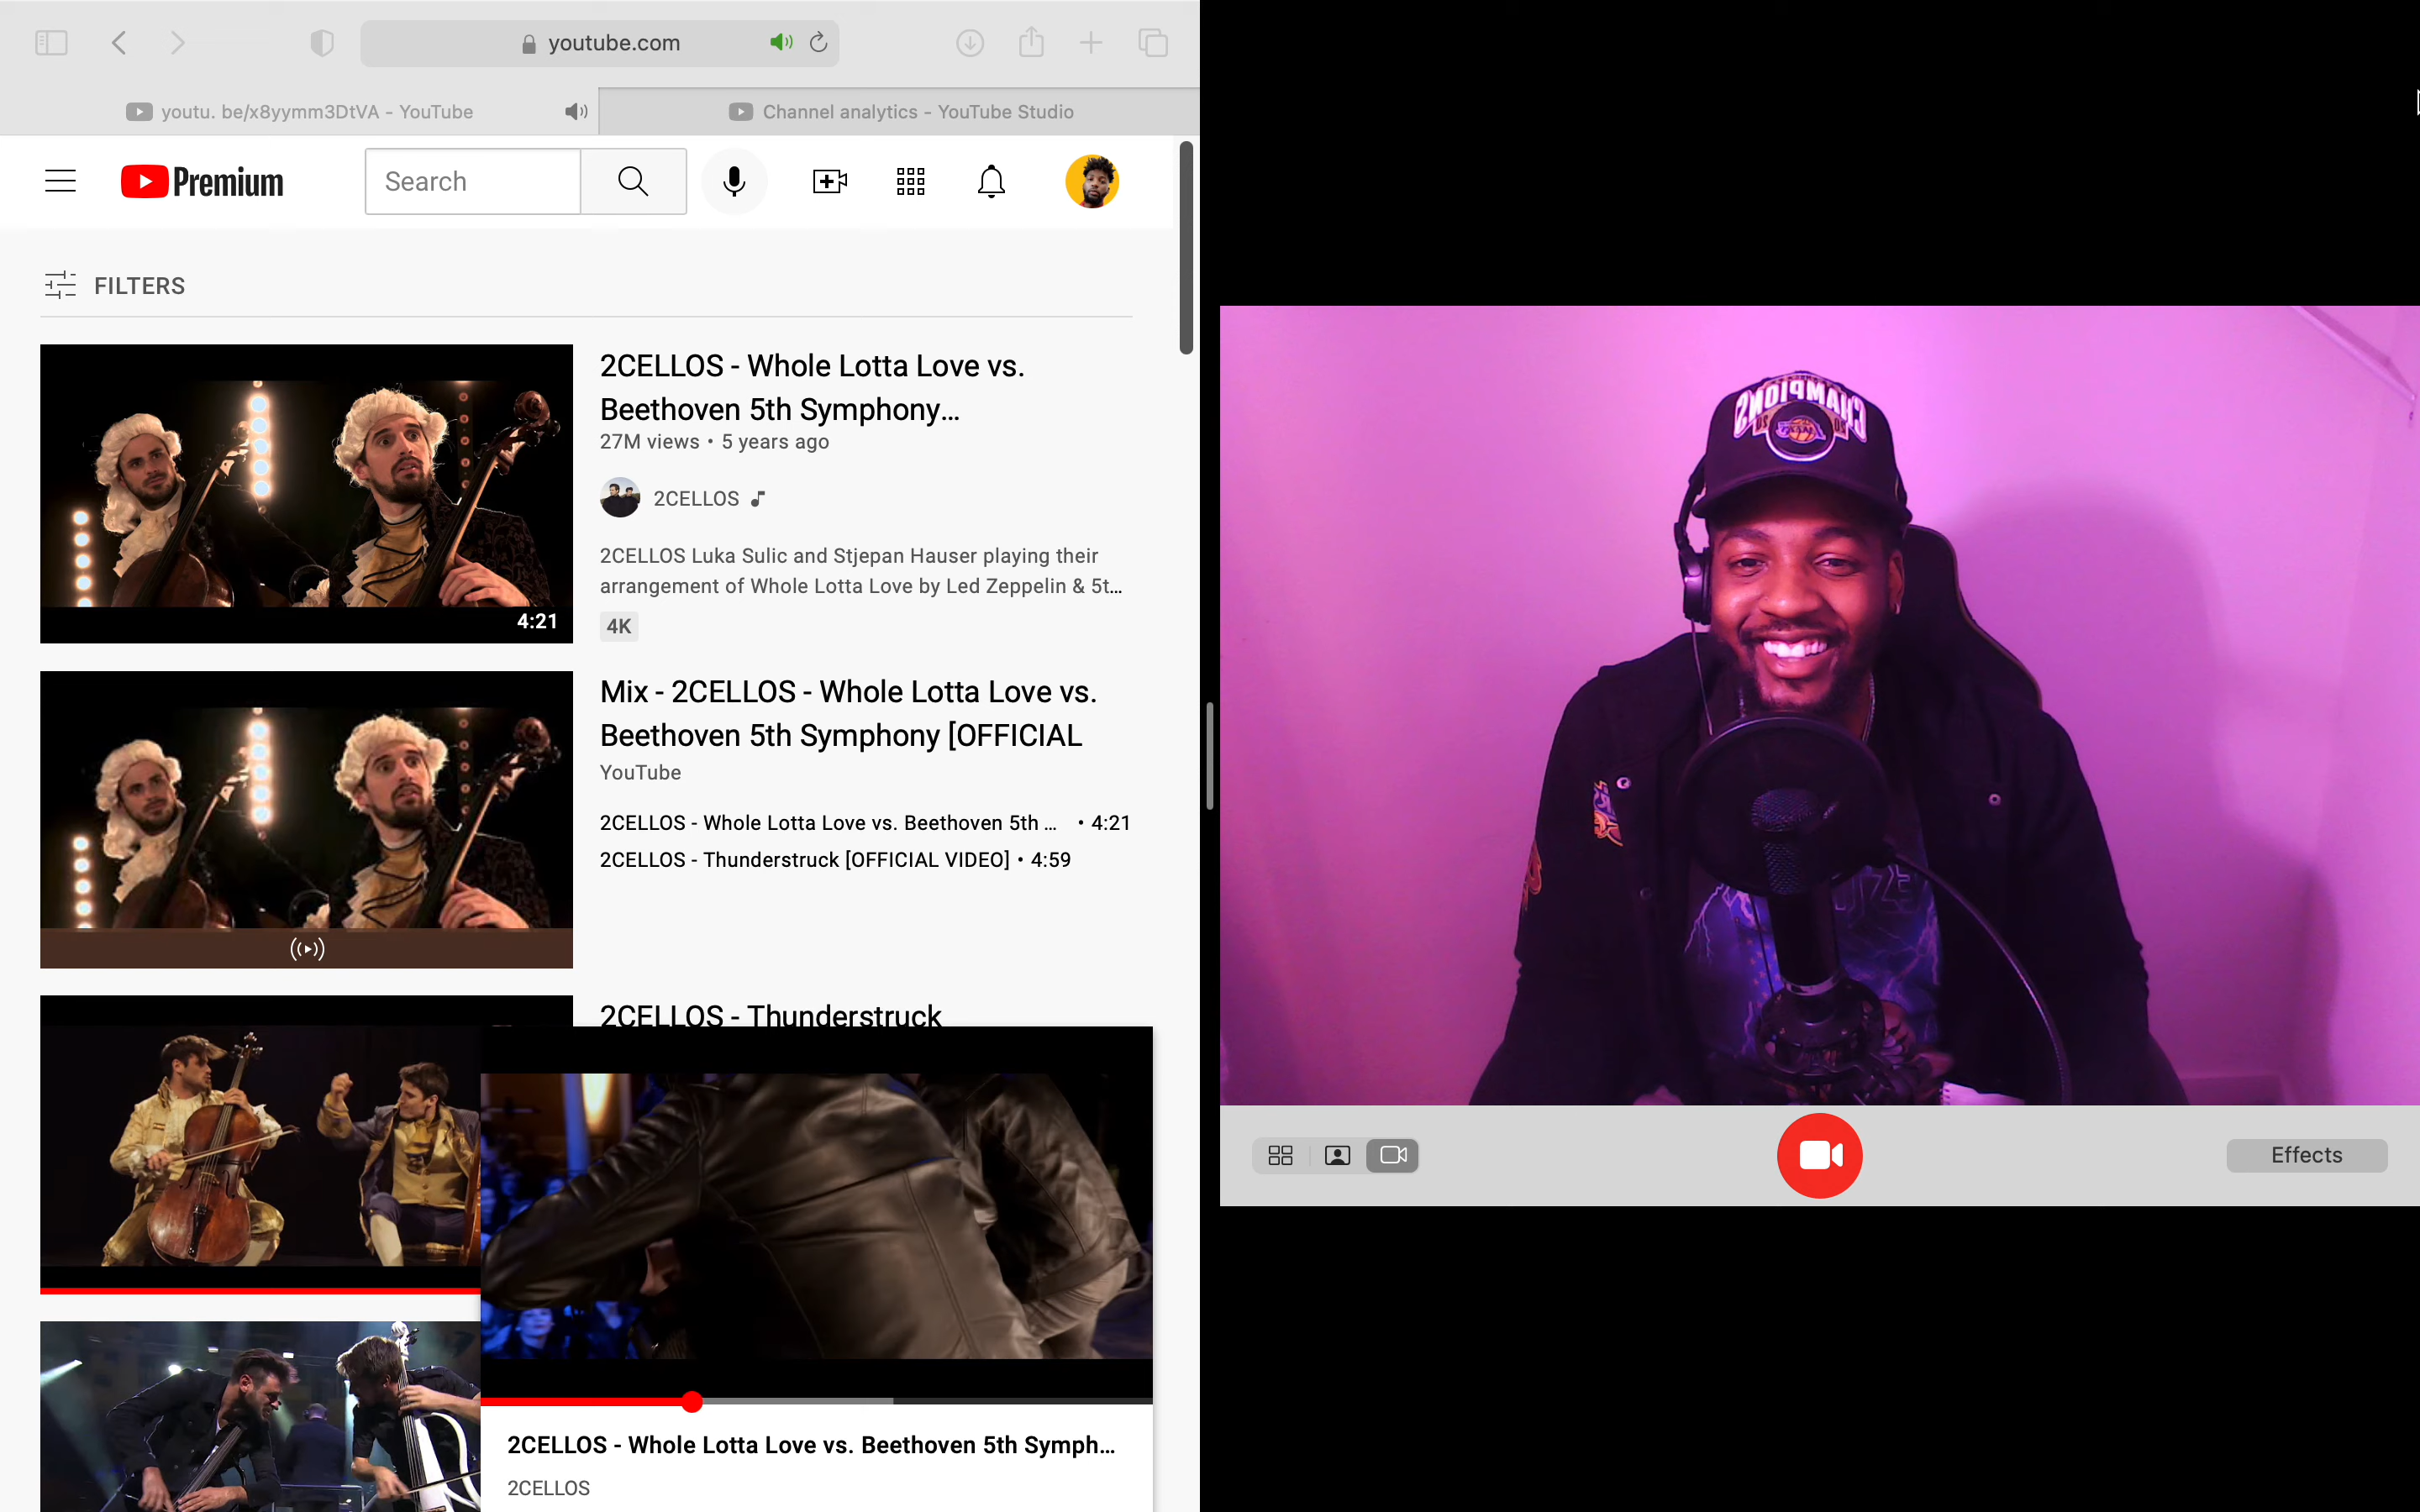 youtube.com
youtu. be/x8yymm3DtVA - YouTube
Channel analytics - YouTube Studio
Premium
Search
FILTERS
2CELLOS - Whole Lotta Love vs.
Beethoven 5th Symphony...
27M views • 5 years ago
2CELLOS
2CELLOS Luka Sulic and Stjepan Hauser playing their
arrangement of Whole Lotta Love by Led Zeppelin & 5t...
4K
4:21
Mix - 2CELLOS - Whole Lotta Love vs.
Beethoven 5th Symphony [OFFICIAL
YouTube
2CELLOS - Whole Lotta Love vs. Beethoven 5th ... • 4:21
2CELLOS - Thunderstruck [OFFICIAL VIDEO] • 4:59
2CELLOS - Thunderstruck
2CELLOS - Whole Lotta Love vs. Beethoven 5th Symph...
2CELLOS
CHAMPIONS
Effects